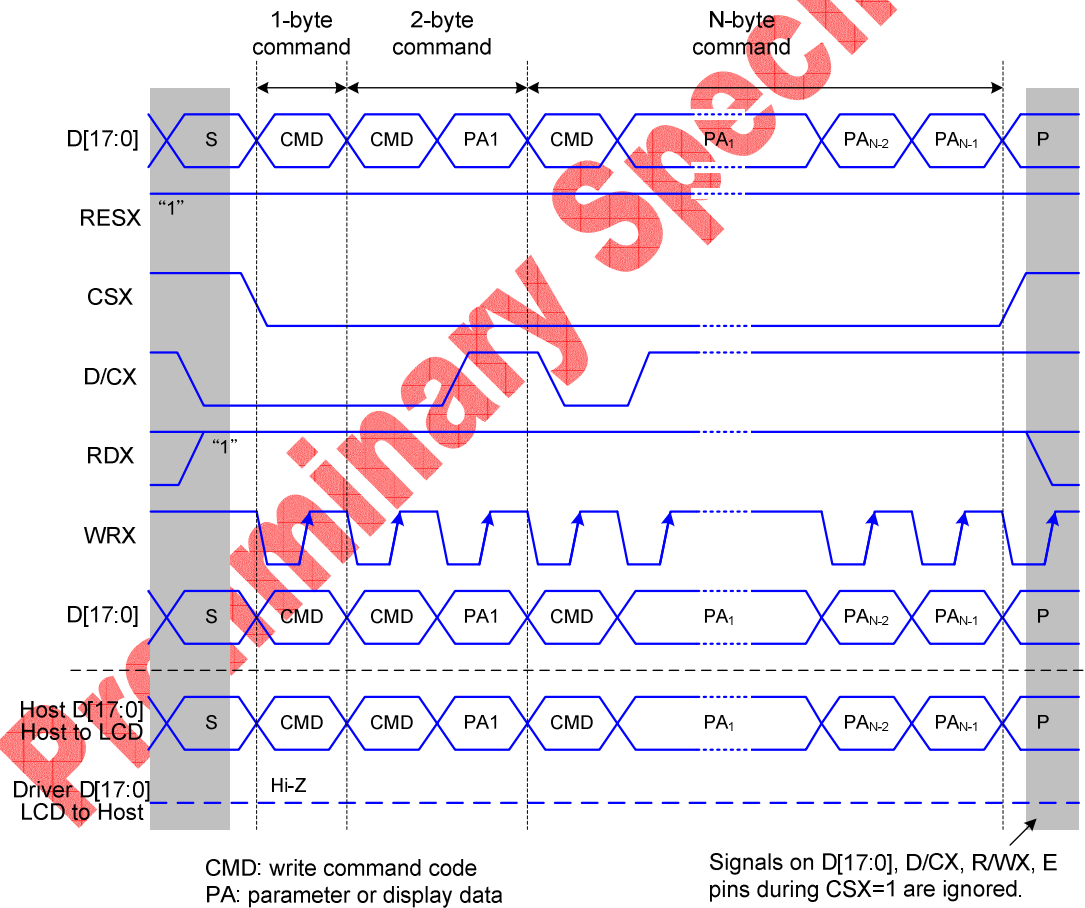 1-byte command
2-byte command
N-byte command
D[17:0] S CMD CMD PA1 CMD PA1 PAN-2 PAN-1 P
RESX "1"
CSX
D/CX
RDX "1"
WRX
D[17:0] S CMD CMD PA1 CMD PA1 PAN-2 PAN-1 P
Host D[17:0]
Host to LCD
S CMD CMD PA1 CMD PA1 PAN-2 PAN-1 P
Driver D[17:0]
LCD to Host
Hi-Z
CMD: write command code
PA: parameter or display data
Signals on D[17:0], D/CX, R/WX, E
pins during CSX=1 are ignored.